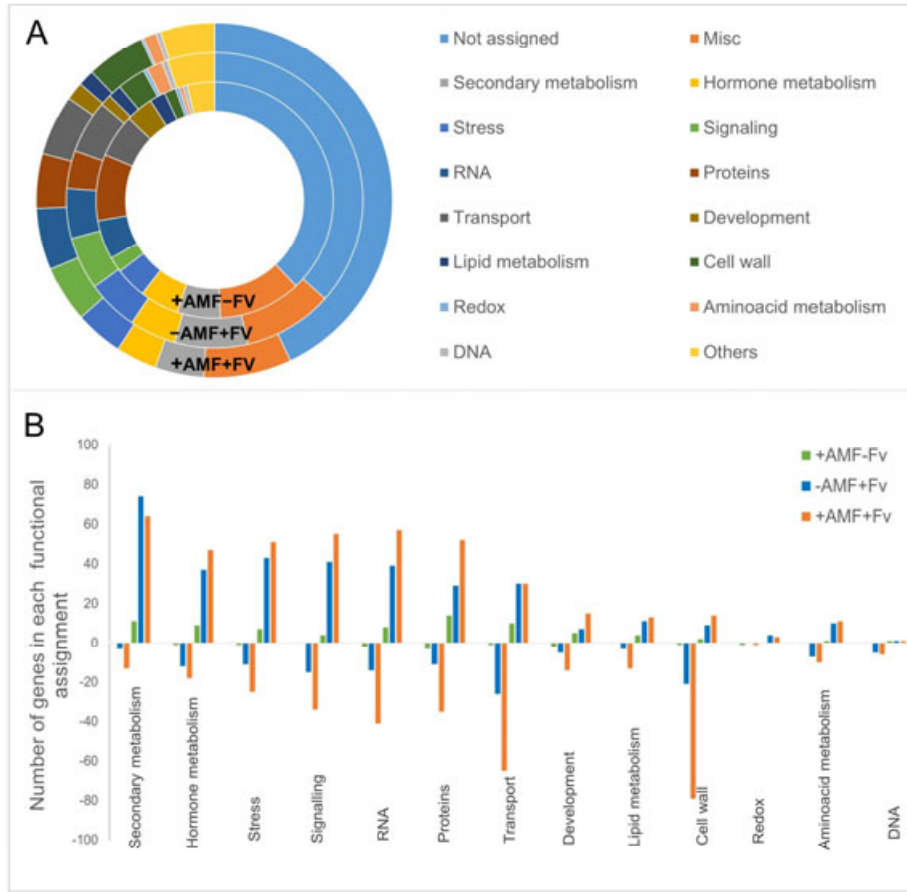 A
Not assigned
Misc
Secondary metabolism
Hormone metabolism
Stress
Signaling
RNA
Proteins
Transport
Development
Lipid metabolism
Cell wall
Redox
Aminoacid metabolism
DNA
Others
+AMF−FV
−AMF+FV
+AMF+FV
B
Number of genes in each functional
assignment
100
80
60
40
20
0
-20
-40
-60
-80
-100
+AMF-Fv
-AMF+Fv
+AMF+Fv
Secondary metabolism
Hormone metabolism
Stress
Signalling
RNA
Proteins
Transport
Development
Lipid metabolism
Cell wall
Redox
Aminoacid metabolism
DNA